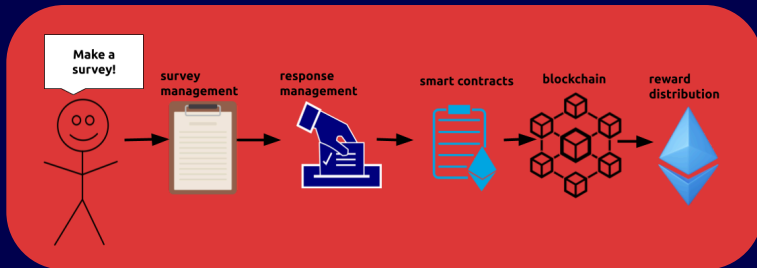 Make a
survey!
survey
management
response
management
smart contracts
blockchain
reward
distribution